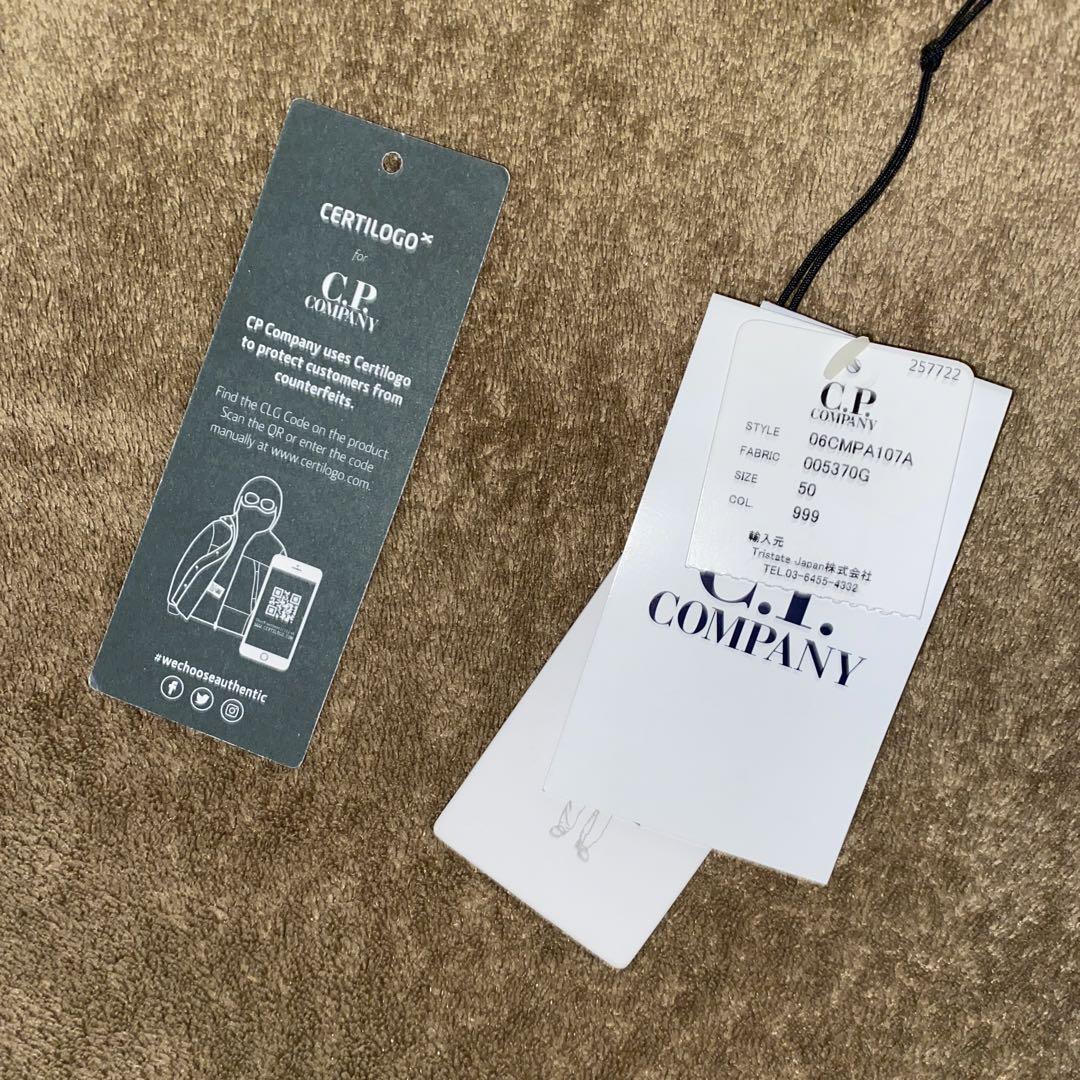 CERTILOGO
for
C.P.
COMPANY
CP Company uses Certilogo
to protect customers from
counterfeits.
Find the CLG Code on the product.
Scan the QR or enter the code
manually at www.certilogo.com.
#wechooseauthentic
257722
C.P.
COMPANY
STYLE 06CMPA107A
FABRIC 005370G
SIZE 50
COL. 999
輸入元
Tristate Japan株式会社
TEL.03-6455-4332
C.P.
COMPANY